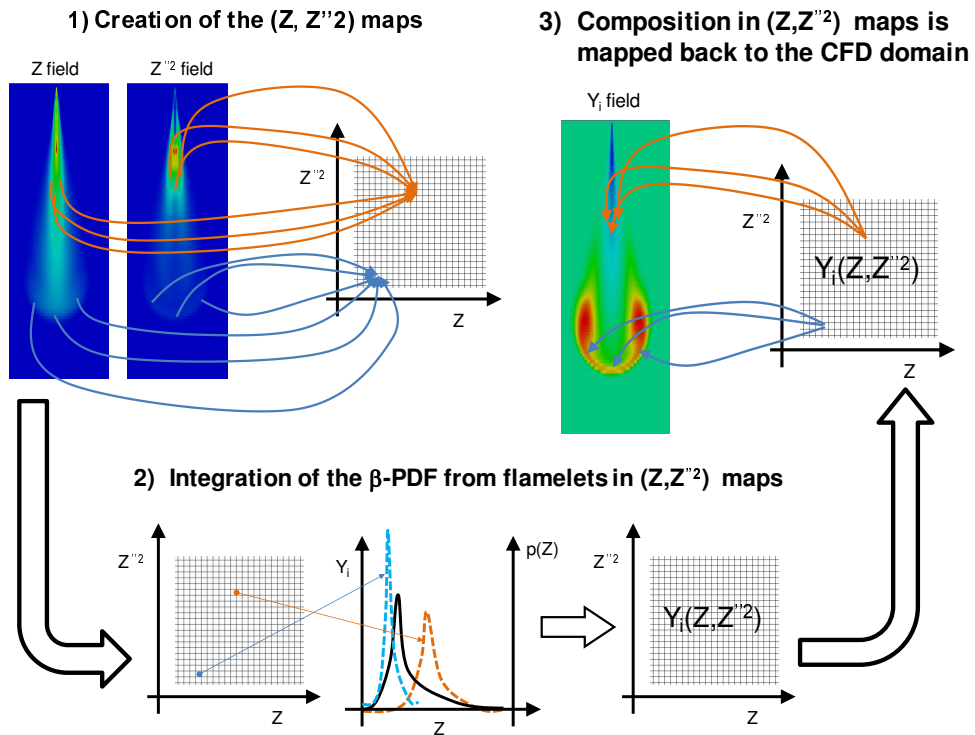 1) Creation of the (Z, Z''2) maps
Z field
Z''2 field
Z''2
Z
3) Composition in (Z,Z''2) maps is
mapped back to the CFD domain
Yi field
Z''2
Yi(Z,Z''2)
Z
2) Integration of the β-PDF from flamelets in (Z,Z''2) maps
Z''2
Z
Yi
p(Z)
Z
Z''2
Yi(Z,Z''2)
Z